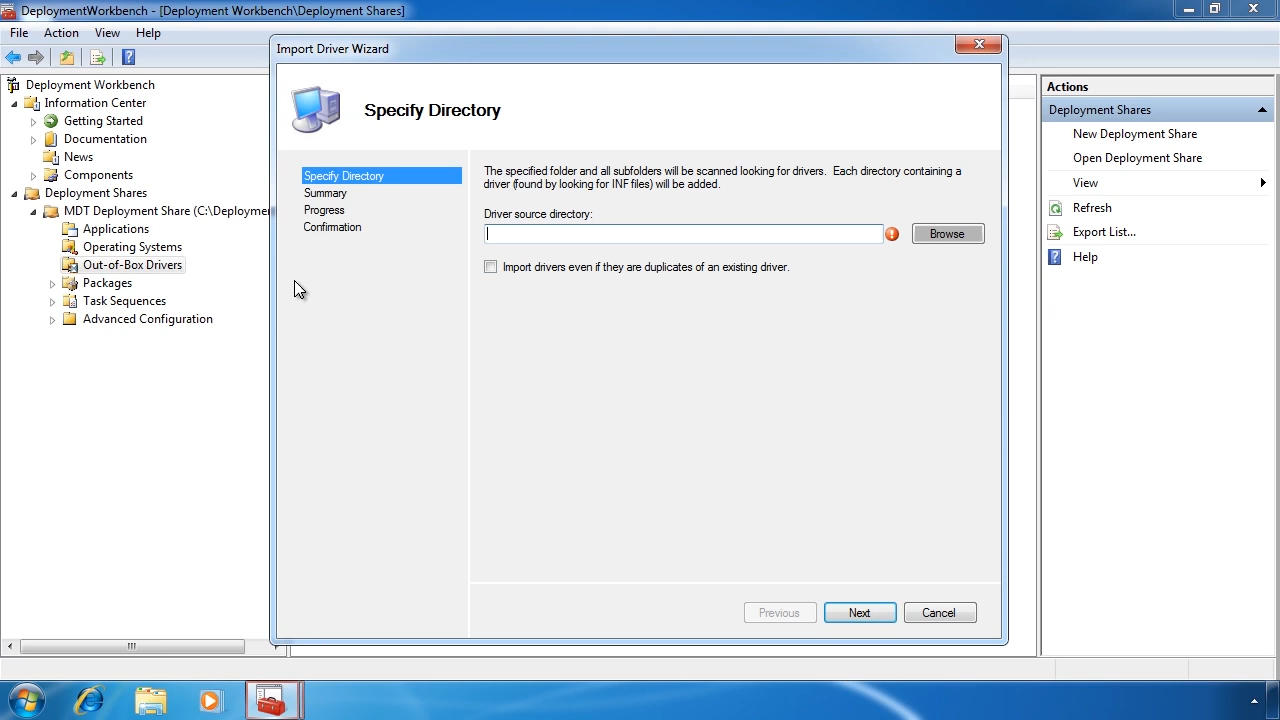 DeploymentWorkbench - [Deployment Workbench\Deployment Shares]
File Action View Help
Deployment Workbench
Information Center
Getting Started
Documentation
News
Components
Deployment Shares
MDT Deployment Share (C:\Deployme
Applications
Operating Systems
Out-of-Box Drivers
Packages
Task Sequences
Advanced Configuration
Import Driver Wizard
Specify Directory
Specify Directory
Summary
Progress
Confirmation
The specified folder and all subfolders will be scanned looking for drivers. Each directory containing a
driver (found by looking for INF files) will be added.
Driver source directory:
Browse
Import drivers even if they are duplicates of an existing driver.
Previous Next Cancel
Actions
Deployment Shares
New Deployment Share
Open Deployment Share
View
Refresh
Export List...
Help